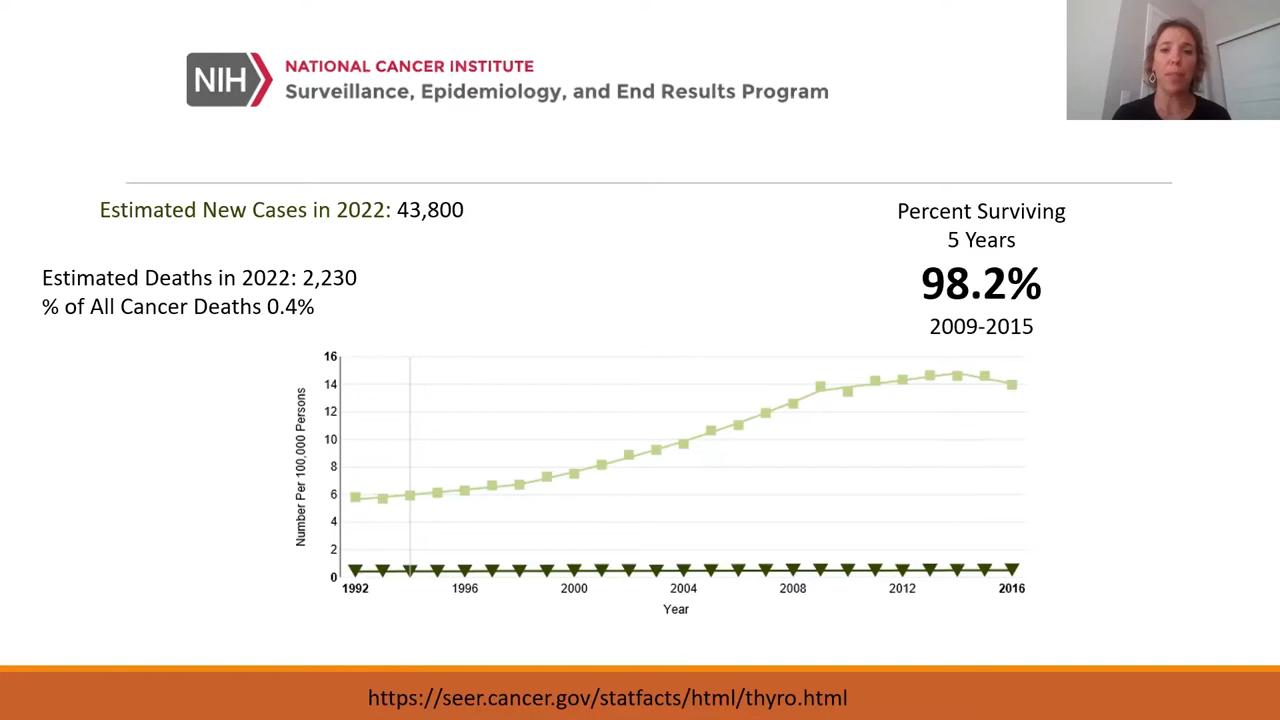 NIH
NATIONAL CANCER INSTITUTE
Surveillance, Epidemiology, and End Results Program
Estimated New Cases in 2022: 43,800
Estimated Deaths in 2022: 2,230
% of All Cancer Deaths 0.4%
Percent Surviving
5 Years
98.2%
2009-2015
Number Per 100,000 Persons
16
14
12
10
8
6
4
2
0
1992 1996 2000 2004 2008 2012 2016
Year
https://seer.cancer.gov/statfacts/html/thyro.html